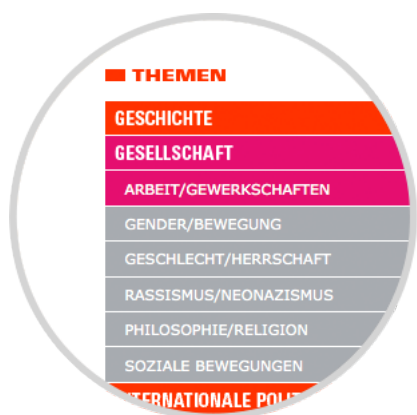 THEMEN
GESCHICHTE
GESELLSCHAFT
ARBEIT/GEWERKSCHAFTEN
GENDER/BEWEGUNG
GESCHLECHT/HERRSCHAFT
RASSISMUS/NEONAZISMUS
PHILOSOPHIE/RELIGION
SOZIALE BEWEGUNGEN